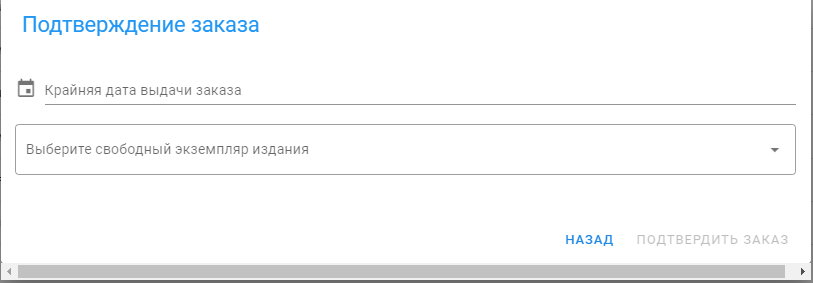 Подтверждение заказа
Крайняя дата выдачи заказа
Выберите свободный экземпляр издания
НАЗАД ПОДТВЕРДИТЬ ЗАКАЗ